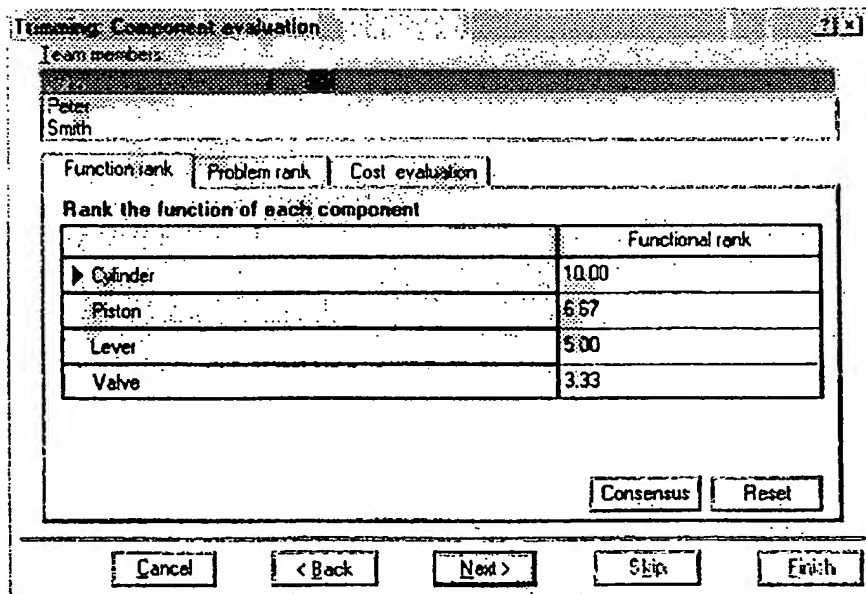 Trimming: Component evaluation ? x
Team members
Peter
Smith
Function rank Problem rank Cost evaluation
Rank the function of each component
Functional rank
Cylinder 10.00
Piston 6.67
Lever 5.00
Valve 3.33
Consensus Reset
Cancel < Back Next > Skip Finish